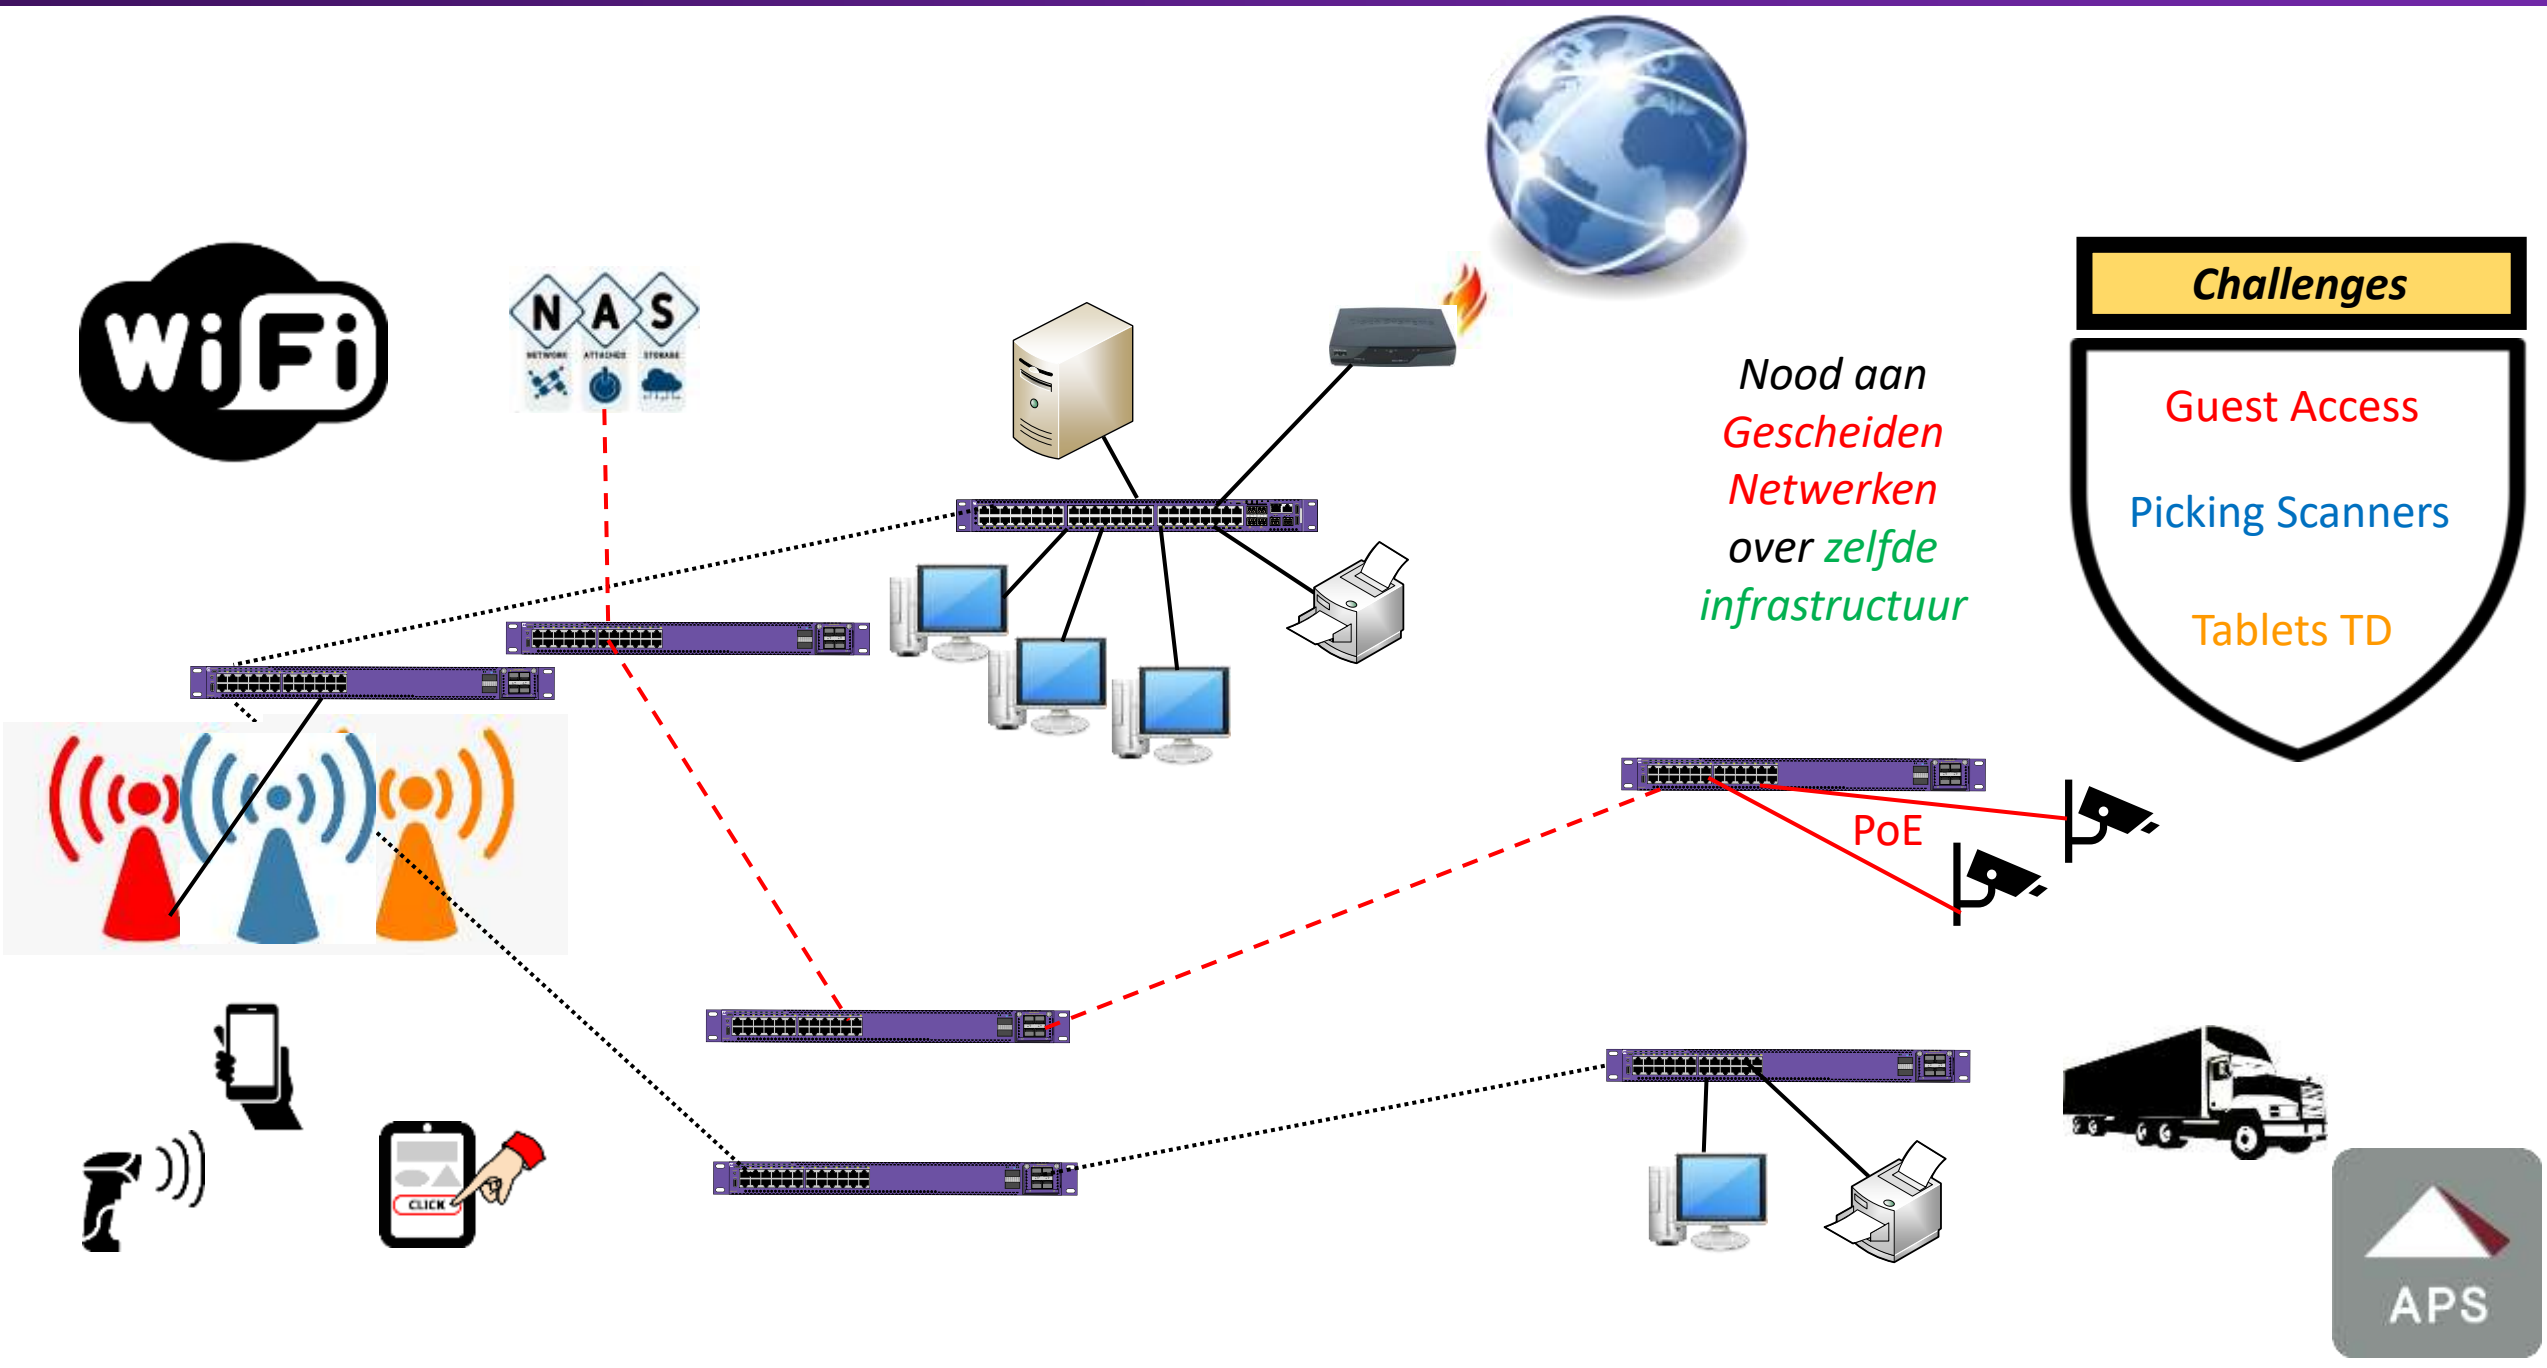 WiFi
N A S
NETWORK ATTACHED STORAGE
Nood aan
Gescheiden
Netwerken
over zelfde
infrastructuur
Challenges
Guest Access
Picking Scanners
Tablets TD
PoE
CLICK
APS